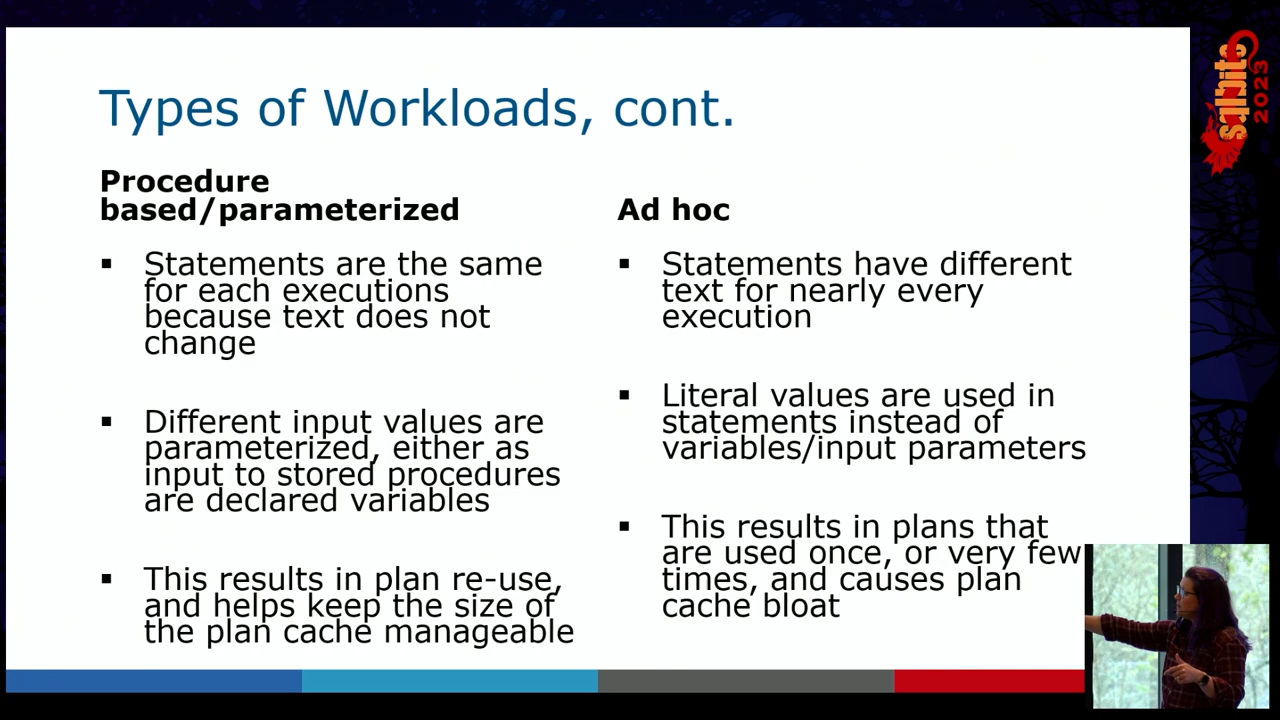 Types of Workloads, cont.
Procedure
based/parameterized
▪ Statements are the same
for each executions
because text does not
change
▪ Different input values are
parameterized, either as
input to stored procedures
are declared variables
▪ This results in plan re-use,
and helps keep the size of
the plan cache manageable
Ad hoc
▪ Statements have different
text for nearly every
execution
▪ Literal values are used in
statements instead of
variables/input parameters
▪ This results in plans that
are used once, or very few
times, and causes plan
cache bloat
sqlbits
2023